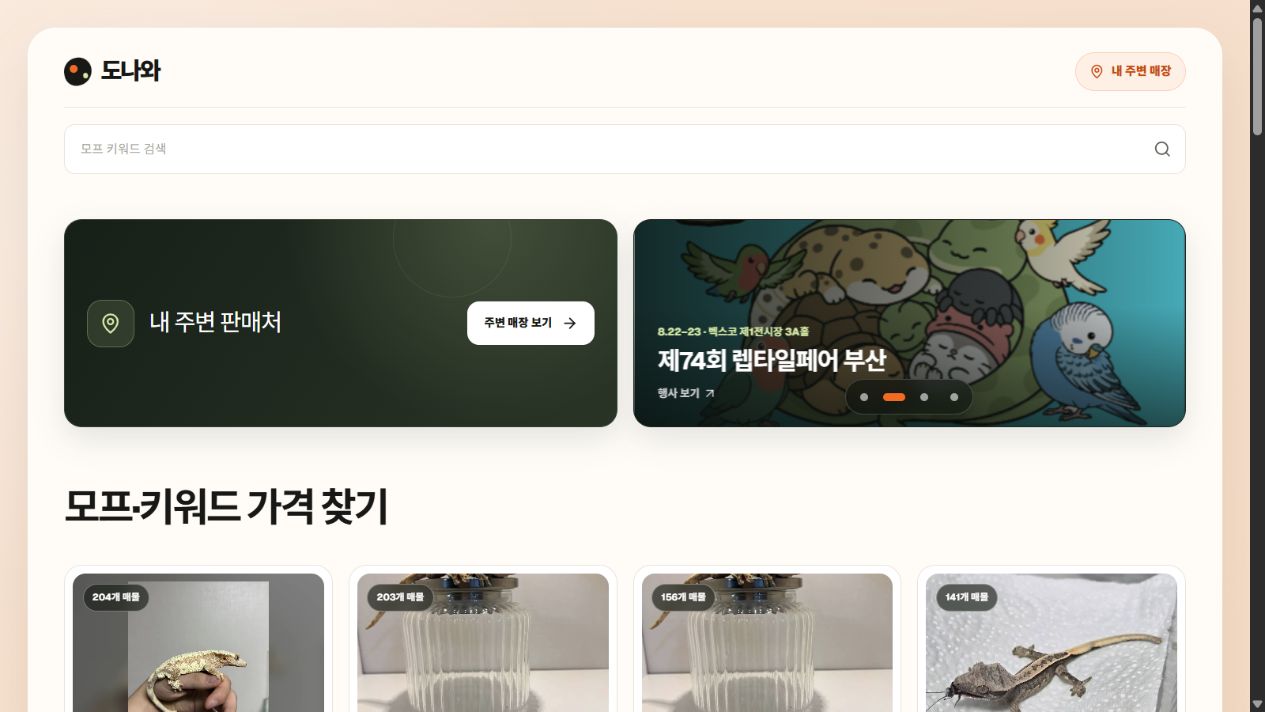 도나와
내 주변 매장
모프 키워드 검색
내 주변 판매처
주변 매장 보기
8.22–23 · 벡스코 제1전시장 3A홀
제74회 렙타일페어 부산
행사 보기
모프·키워드 가격 찾기
204개 매물
203개 매물
156개 매물
141개 매물